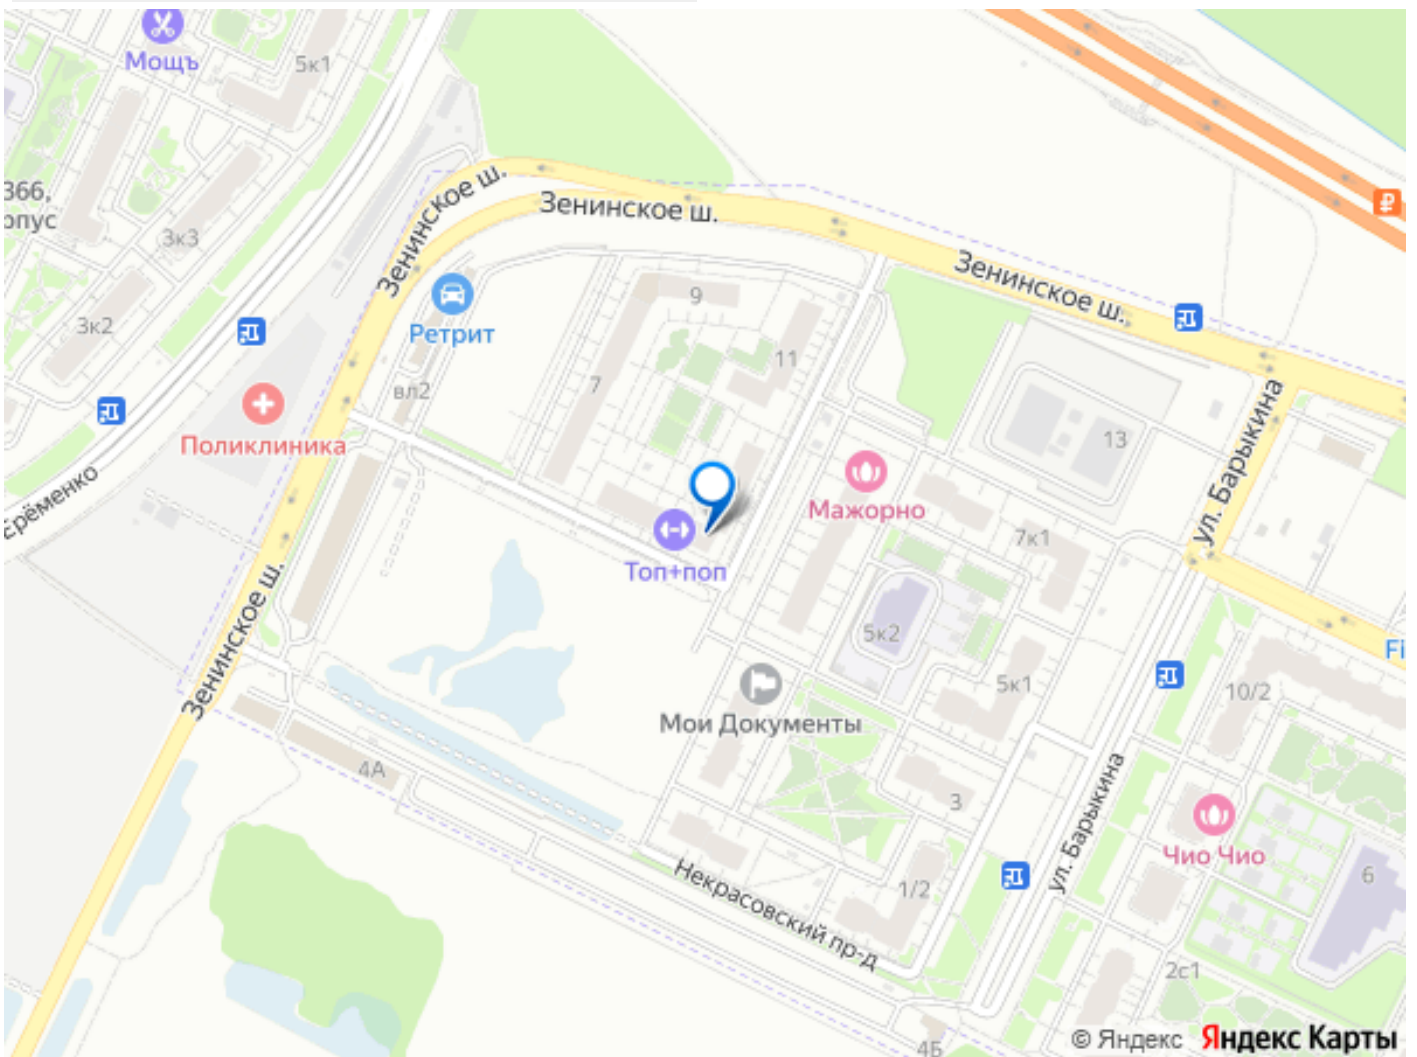 Мощъ
5к1
366,
рпус
3к3
Зенинское ш.
Зенинское ш.
Зенинское ш.
9
Ретрит
3к2
11
7
вл2
13
Поликлиника
ул. Барыкина
Мажорно
Ерёменко
7к1
Топ+поп
Зенинское ш.
5к2
Fi
5к1
10/2
Мои Документы
4А
3
ул. Барыкина
Чио Чио
Некрасовский пр-д
1/2
6
2с1
4Б
© Яндекс Яндекс Карты